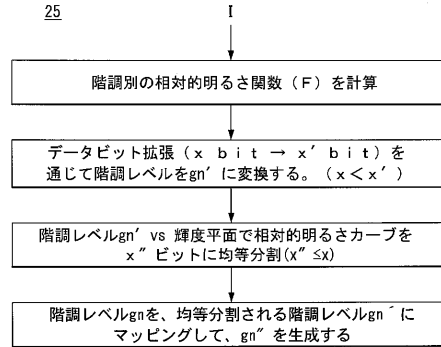 25
I
階調別の相対的明るさ関数（F）を計算
データビット拡張（x bit → x′ bit）を
通じて階調レベルをgn′に変換する。（x＜x′）
階調レベルgn′ vs 輝度平面で相対的明るさカーブを
x″ビットに均等分割(x″≤x)
階調レベルgnを、均等分割される階調レベルgn´に
マッピングして、gn″を生成する